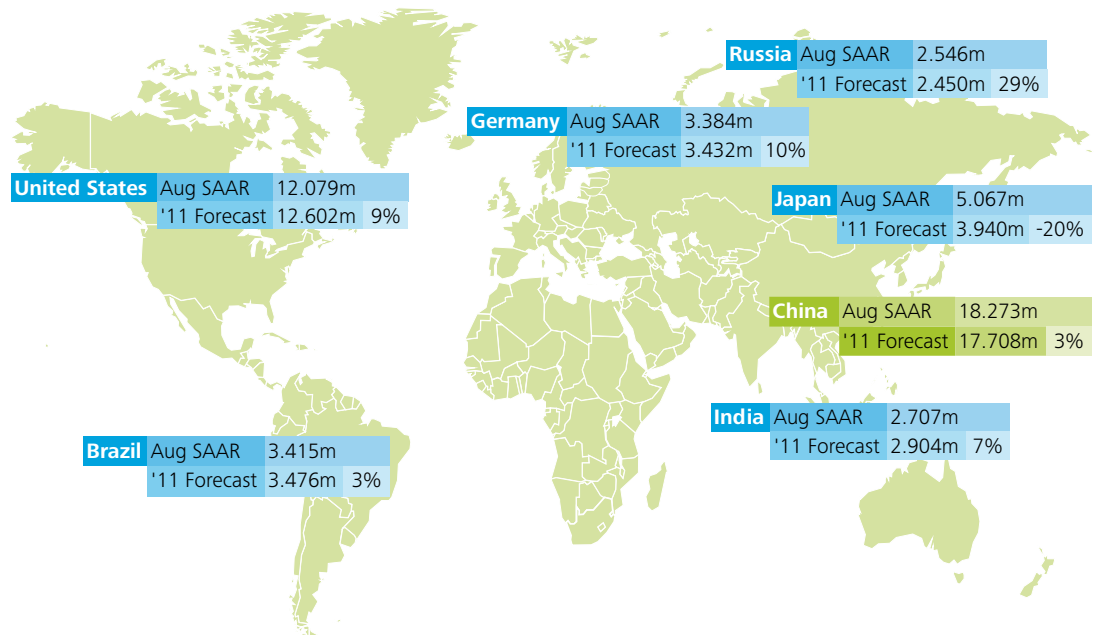 Russia Aug SAAR 2.546m
'11 Forecast 2.450m 29%
Germany Aug SAAR 3.384m
'11 Forecast 3.432m 10%
United States Aug SAAR 12.079m
'11 Forecast 12.602m 9%
Japan Aug SAAR 5.067m
'11 Forecast 3.940m -20%
China Aug SAAR 18.273m
'11 Forecast 17.708m 3%
India Aug SAAR 2.707m
'11 Forecast 2.904m 7%
Brazil Aug SAAR 3.415m
'11 Forecast 3.476m 3%